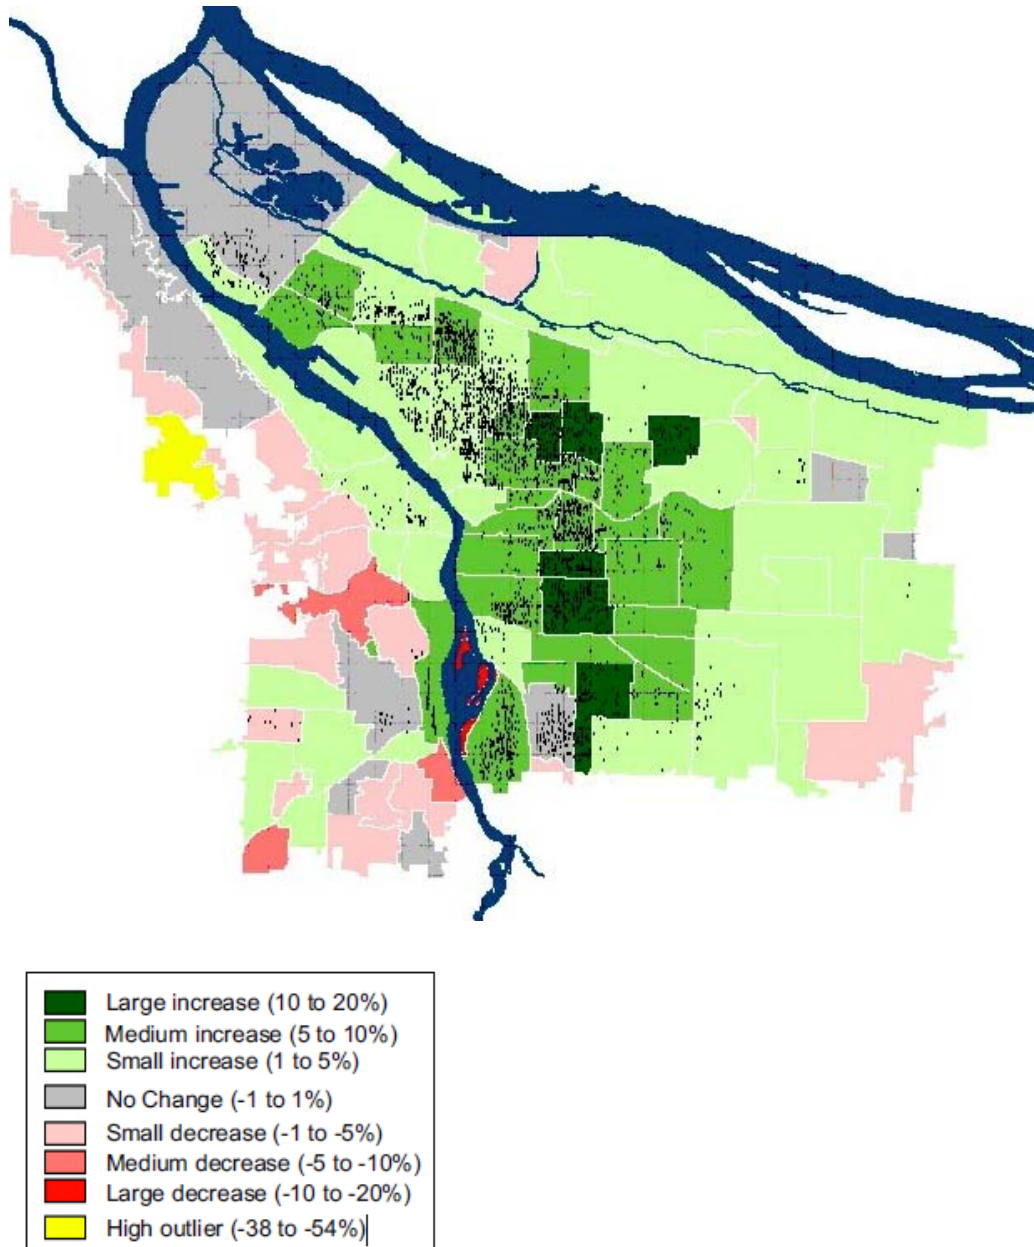 Large increase (10 to 20%)
Medium increase (5 to 10%)
Small increase (1 to 5%)
No Change (-1 to 1%)
Small decrease (-1 to -5%)
Medium decrease (-5 to -10%)
Large decrease (-10 to -20%)
High outlier (-38 to -54%)